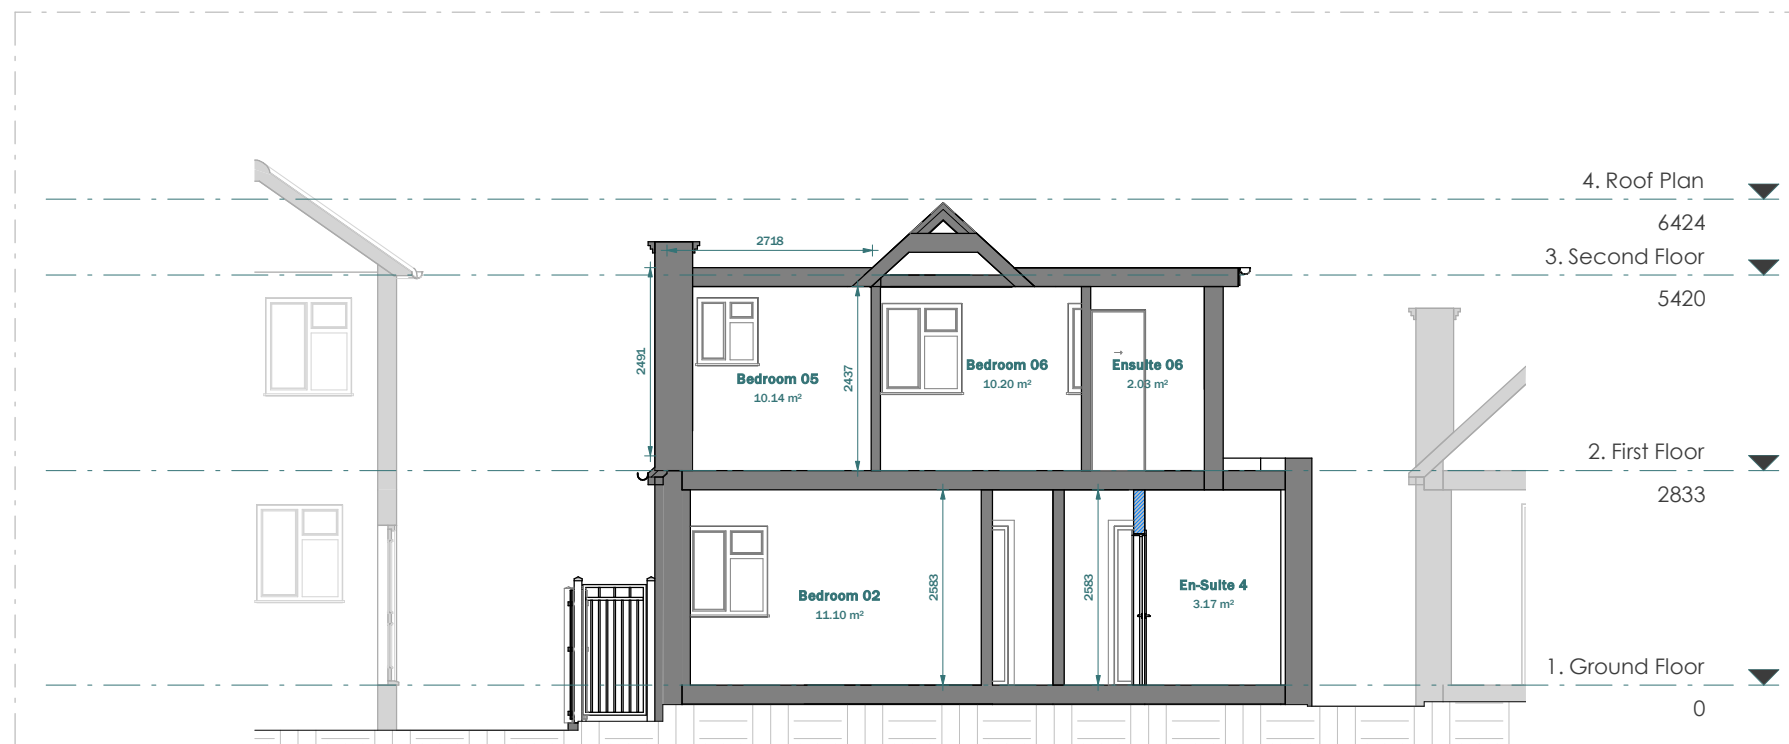 4. Roof Plan
6424
2718
3. Second Floor
5420
2491
2437
Bedroom 05
10.14 m²
Bedroom 06
10.20 m²
Ensuite 06
2.03 m²
2. First Floor
2833
2583
2583
Bedroom 02
11.10 m²
En-Suite 4
3.17 m²
1. Ground Floor
0